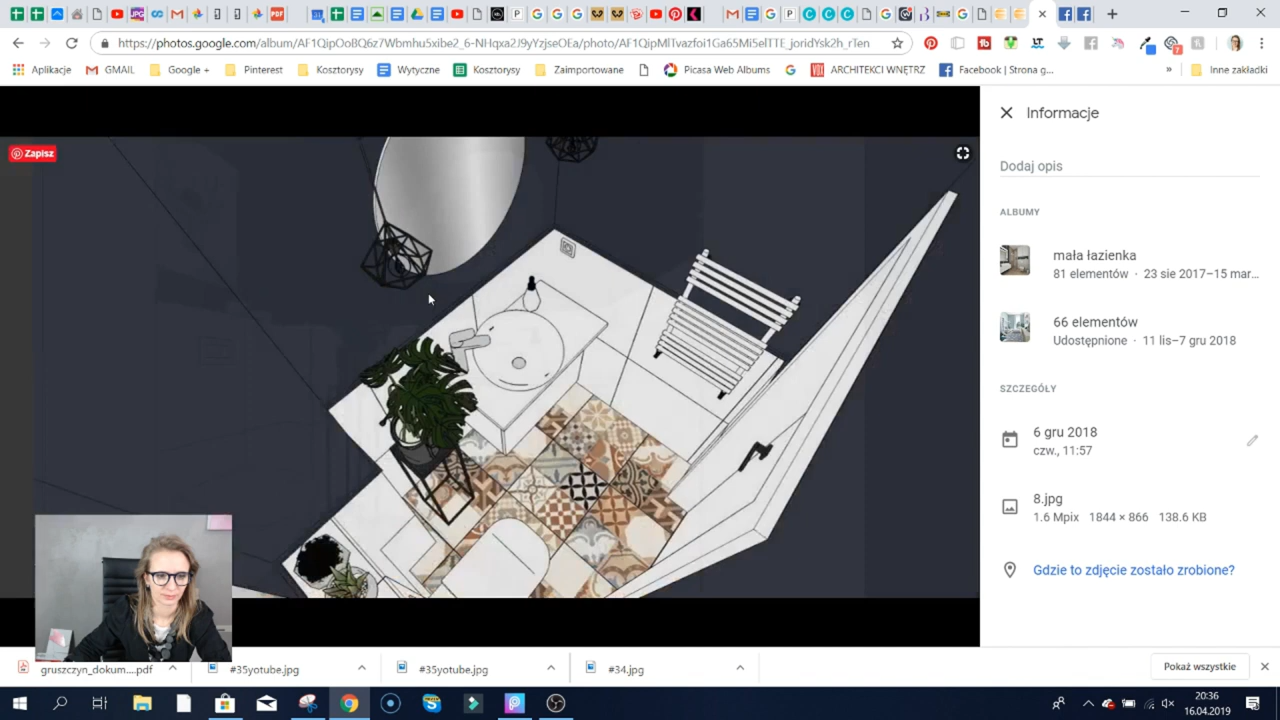 https://photos.google.com/album/AF1QipOoBQ6z7Wbmhu5xibe2_6-NHqxa2J9yYzjseOEa/photo/AF1QipMlTvazfoi1Ga65Mi5elTTE_joridYsk2h_rTen
Aplikacje GMAIL Google + Pinterest Kosztorysy Wytyczne Kosztorysy Zaimportowane Picasa Web Albums ARCHITEKCI WNĘTRZ Facebook | Strona g... » Inne zakładki
Zapisz
Informacje
Dodaj opis
ALBUMY
mała łazienka
81 elementów · 23 sie 2017–15 mar...
66 elementów
Udostępnione · 11 lis–7 gru 2018
SZCZEGÓŁY
6 gru 2018
czw., 11:57
8.jpg
1.6 Mpix 1844 × 866 138.6 KB
Gdzie to zdjęcie zostało zrobione?
gruszczyn_dokum....pdf #35yotube.jpg #35yotube.jpg #34.jpg Pokaż wszystkie
20:36
16.04.2019